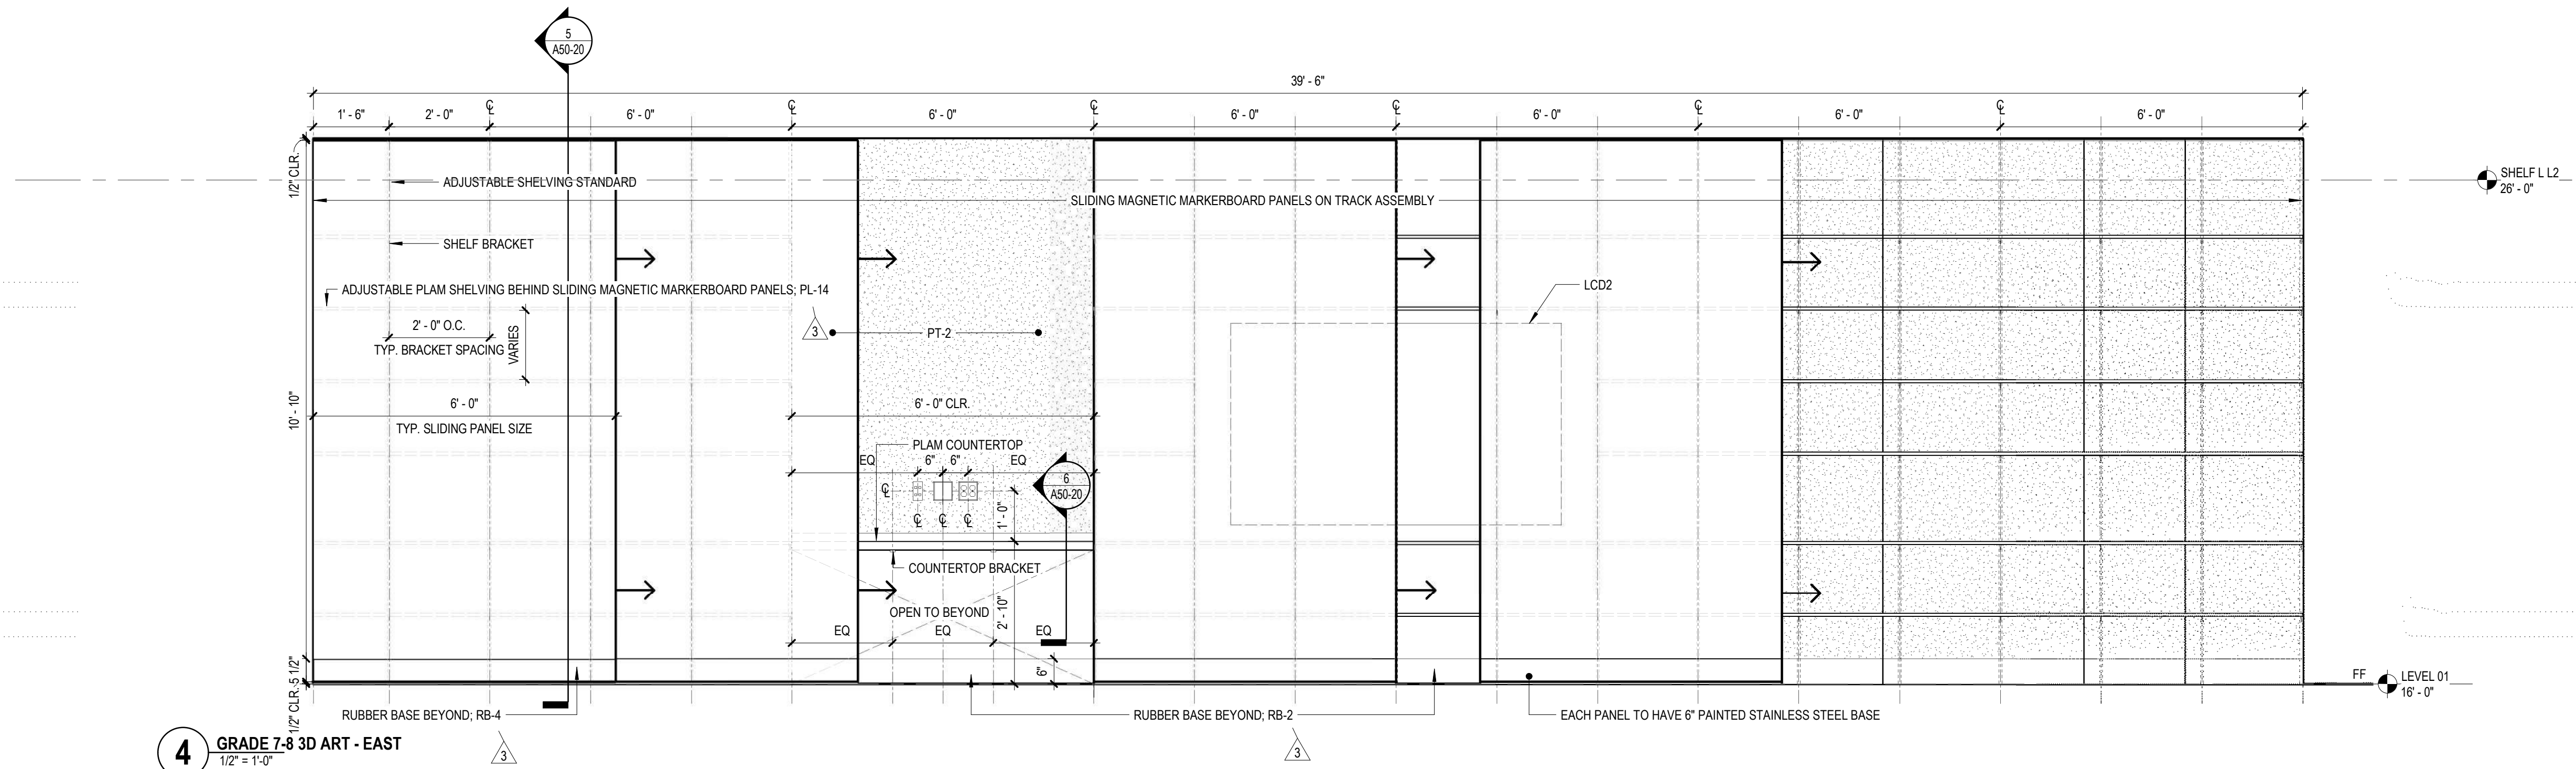 5
A50-20
39' - 6"
1' - 6"
2' - 0"
6' - 0"
6' - 0"
6' - 0"
6' - 0"
6' - 0"
6' - 0"
℄
℄
℄
℄
℄
℄
1/2" CLR.
ADJUSTABLE SHELVING STANDARD
SHELF L L2
26' - 0"
SLIDING MAGNETIC MARKERBOARD PANELS ON TRACK ASSEMBLY
SHELF BRACKET
ADJUSTABLE PLAM SHELVING BEHIND SLIDING MAGNETIC MARKERBOARD PANELS; PL-14
LCD2
2' - 0" O.C.
TYP. BRACKET SPACING
VARIES
3
PT-2
10' - 10"
6' - 0"
TYP. SLIDING PANEL SIZE
6' - 0" CLR.
PLAM COUNTERTOP
EQ
6"
6"
EQ
6
A50-20
℄
℄
℄
℄
1' - 0"
COUNTERTOP BRACKET
OPEN TO BEYOND
2' - 10"
EQ
EQ
EQ
6"
5 1/2"
1/2" CLR.
FF
LEVEL 01
16' - 0"
RUBBER BASE BEYOND; RB-4
RUBBER BASE BEYOND; RB-2
EACH PANEL TO HAVE 6" PAINTED STAINLESS STEEL BASE
3
3
4
GRADE 7-8 3D ART - EAST
1/2" = 1'-0"